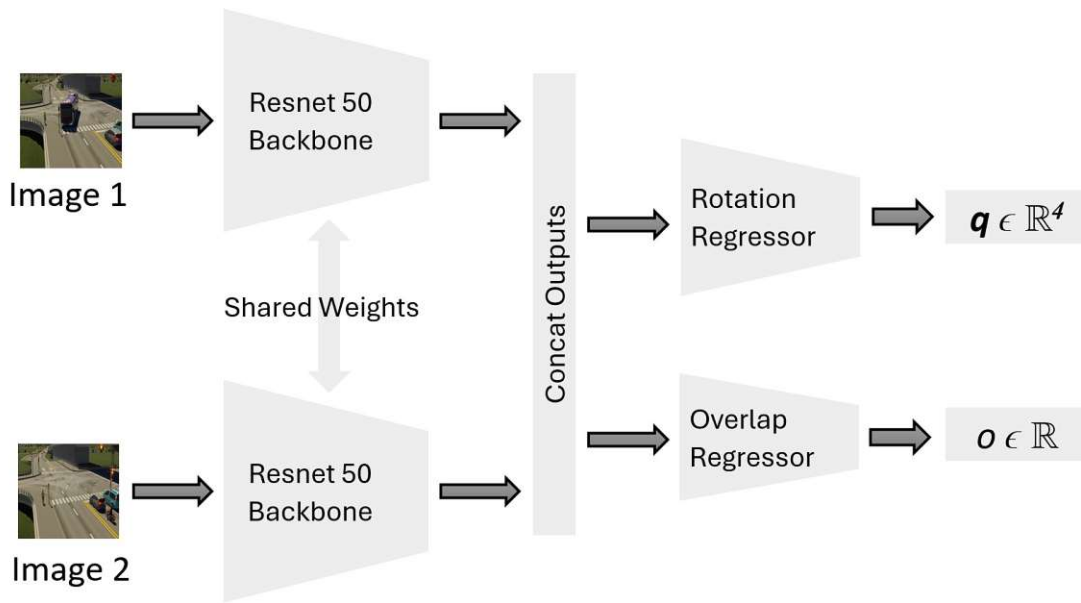 Resnet 50
Backbone
Image 1
Rotation
Regressor
q ϵ ℝ⁴
Shared Weights
Concat Outputs
Overlap
Regressor
o ϵ ℝ
Resnet 50
Backbone
Image 2